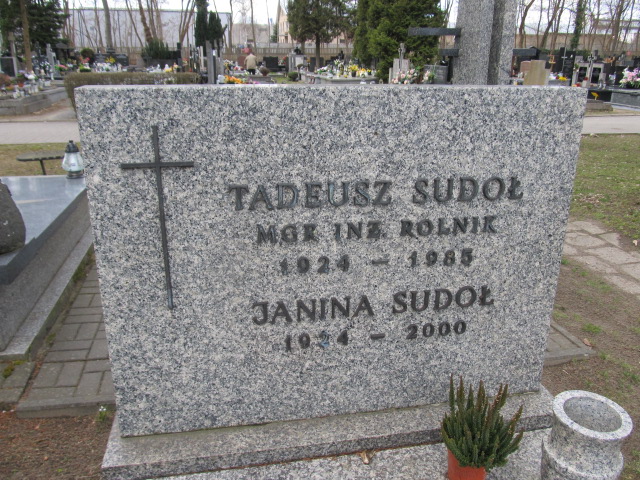 TADEUSZ SUDOŁ
MGR INŻ. ROLNIK
1924 – 1985
JANINA SUDOŁ
1924 – 2000